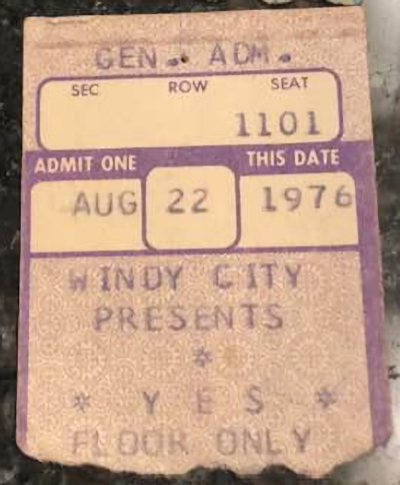 GEN. ADM.
SEC ROW SEAT
1101
ADMIT ONE THIS DATE
AUG 22 1976
WINDY CITY
PRESENTS
*
* YES *
FLOOR ONLY